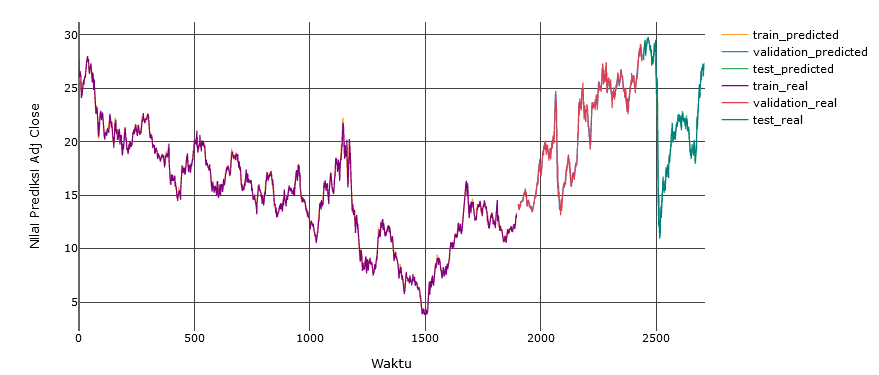 30
25
20
15
10
5
0
500
1000
1500
2000
2500
Nilai Prediksi Adj Close
Waktu
train_predicted
validation_predicted
test_predicted
train_real
validation_real
test_real